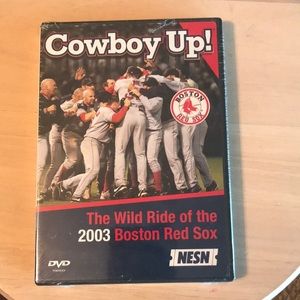 Cowboy Up!
BOSTON
RED SOX
The Wild Ride of the
2003 Boston Red Sox
DVD
NESN